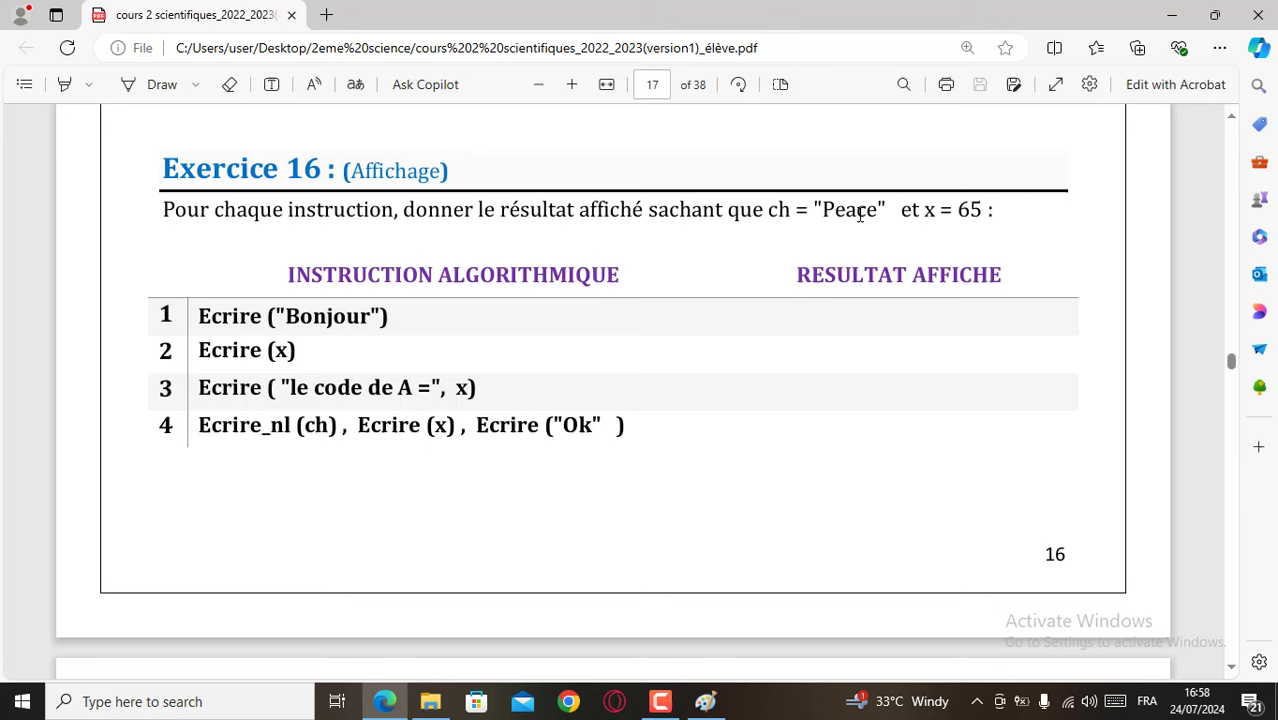 cours 2 scientifiques_2022_2023(
File
C:/Users/user/Desktop/2eme%20science/cours%202%20scientifiques_2022_2023(version1)_élève.pdf
Draw
aあ
Ask Copilot
17 of 38
Edit with Acrobat
Exercice 16 : (Affichage)
Pour chaque instruction, donner le résultat affiché sachant que ch = "Peace" et x = 65 :
INSTRUCTION ALGORITHMIQUE RESULTAT AFFICHE
1 Ecrire ("Bonjour")
2 Ecrire (x)
3 Ecrire ( "le code de A =", x)
4 Ecrire_nl (ch) , Ecrire (x) , Ecrire ("Ok" )
16
Activate Windows
Go to Settings to activate Windows.
Type here to search
1
33°C Windy
FRA
16:58
24/07/2024
21